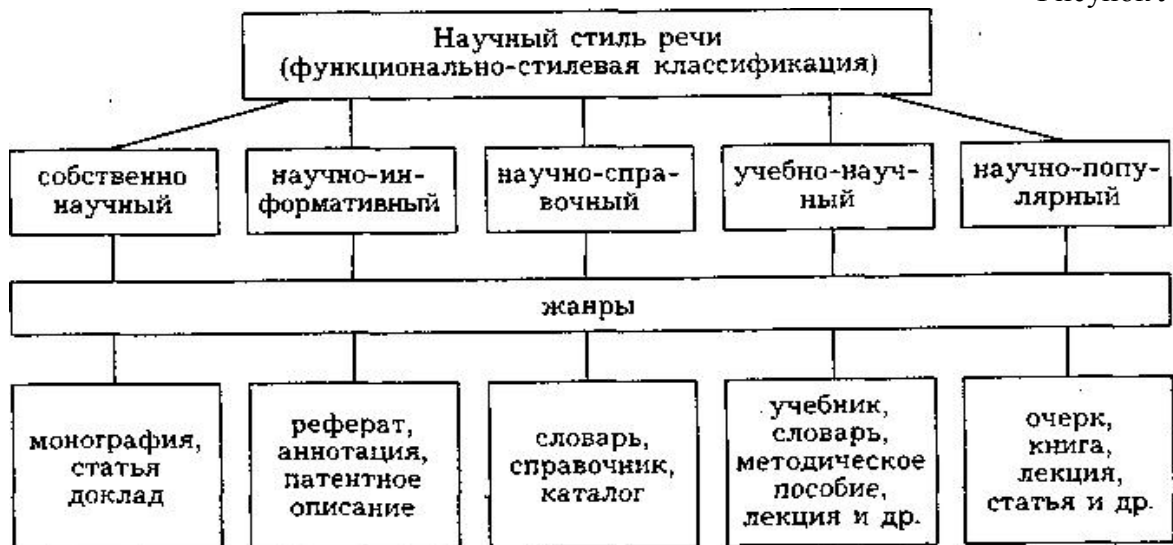 Научный стиль речи
(функционально-стилевая классификация)
собственно
научный
научно-ин-
формативный
научно-спра-
вочный
учебно-науч-
ный
научно-попу-
лярный
жанры
монография,
статья
доклад
реферат,
аннотация,
патентное
описание
словарь,
справочник,
каталог
учебник,
словарь,
методическое
пособие,
лекция и др.
очерк,
книга,
лекция,
статья и др.